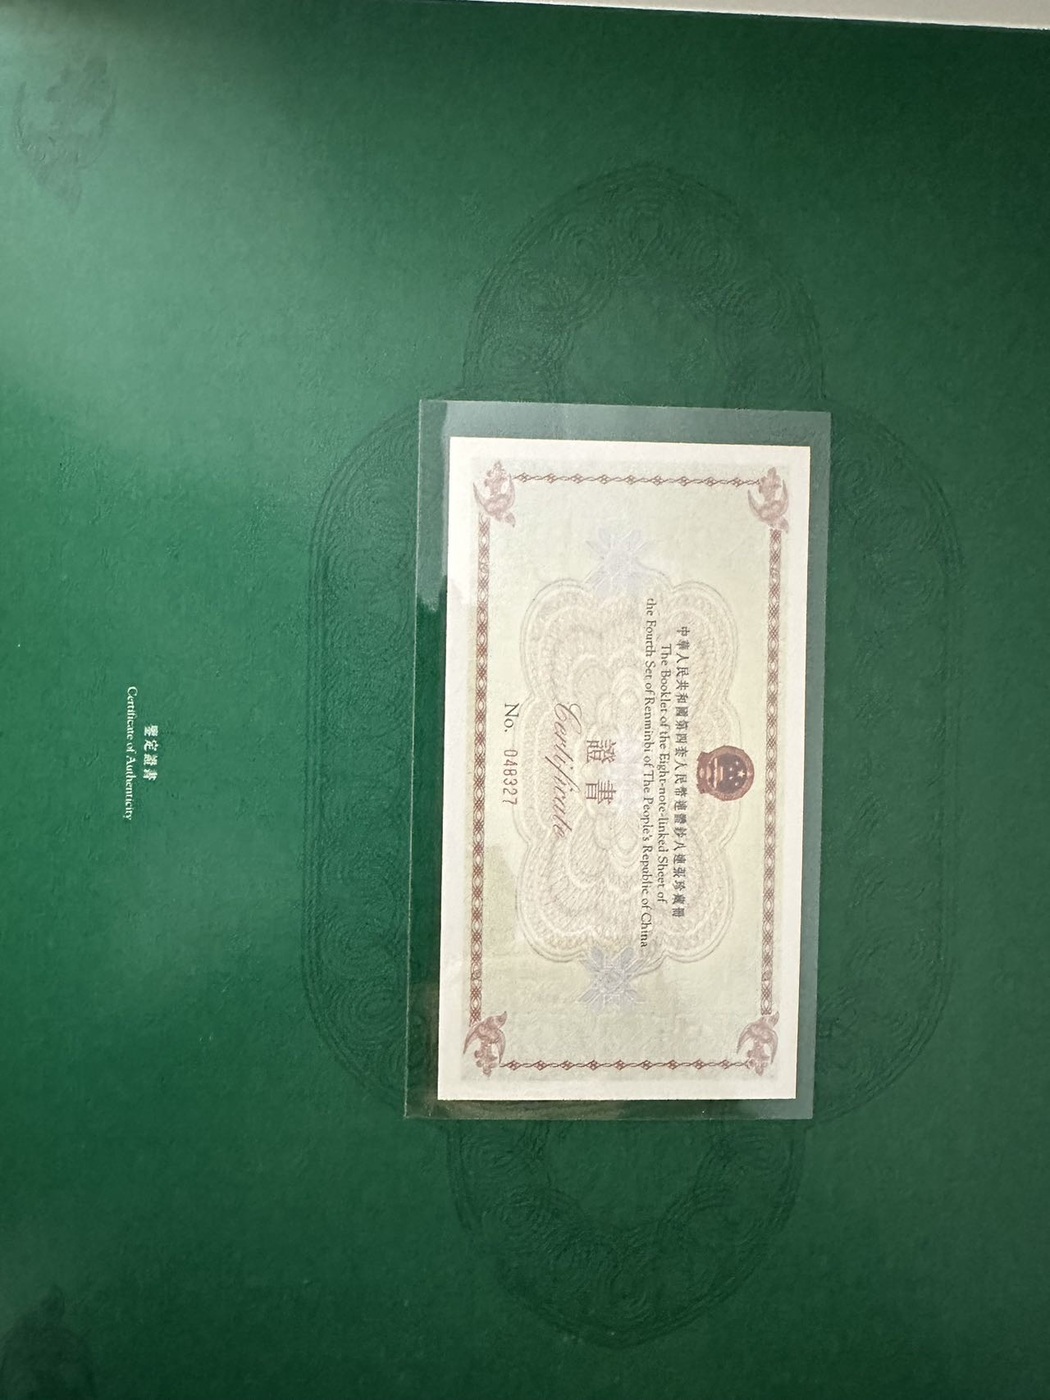 中華人民共和國第四套人民幣連體鈔八連張珍藏冊
The Booklet of the Eight-note-linked Sheet of
the Fourth Set of Renminbi of The People's Republic of China
證書
Certificate
No. 048327
鑒定證書
Certificate of Authenticity